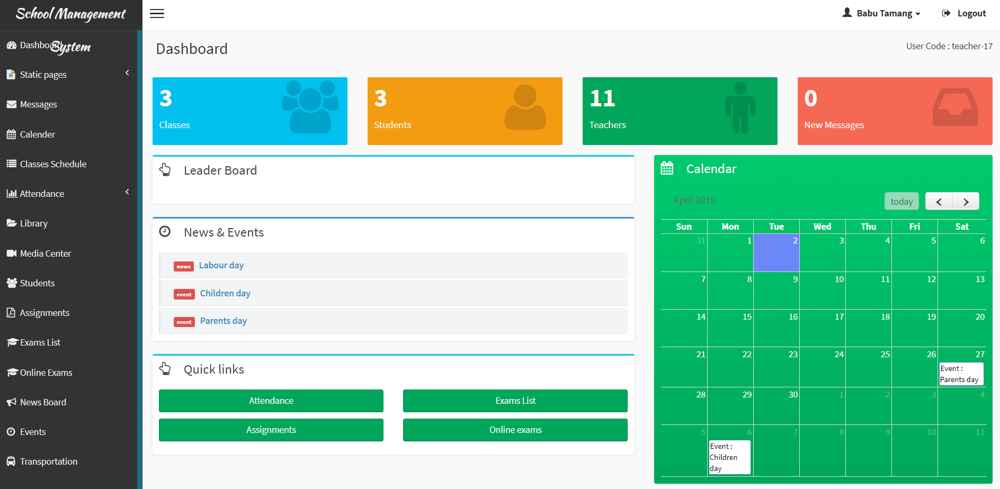 School Management
System
Babu Tamang
Logout
Dashboard
Static pages
Messages
Calender
Classes Schedule
Attendance
Library
Media Center
Students
Assignments
Exams List
Online Exams
News Board
Events
Transportation
Dashboard
User Code : teacher-17
3
Classes
3
Students
11
Teachers
0
New Messages
Leader Board
News & Events
news Labour day
event Children day
event Parents day
Quick links
Attendance
Exams List
Assignments
Online exams
Calendar
April 2019
today
Sun Mon Tue Wed Thu Fri Sat
31 1 2 3 4 5 6
7 8 9 10 11 12 13
14 15 16 17 18 19 20
21 22 23 24 25 26 27
Event :
Parents day
28 29 30 1 2 3 4
5 6 7 8 9 10 11
Event :
Children
day